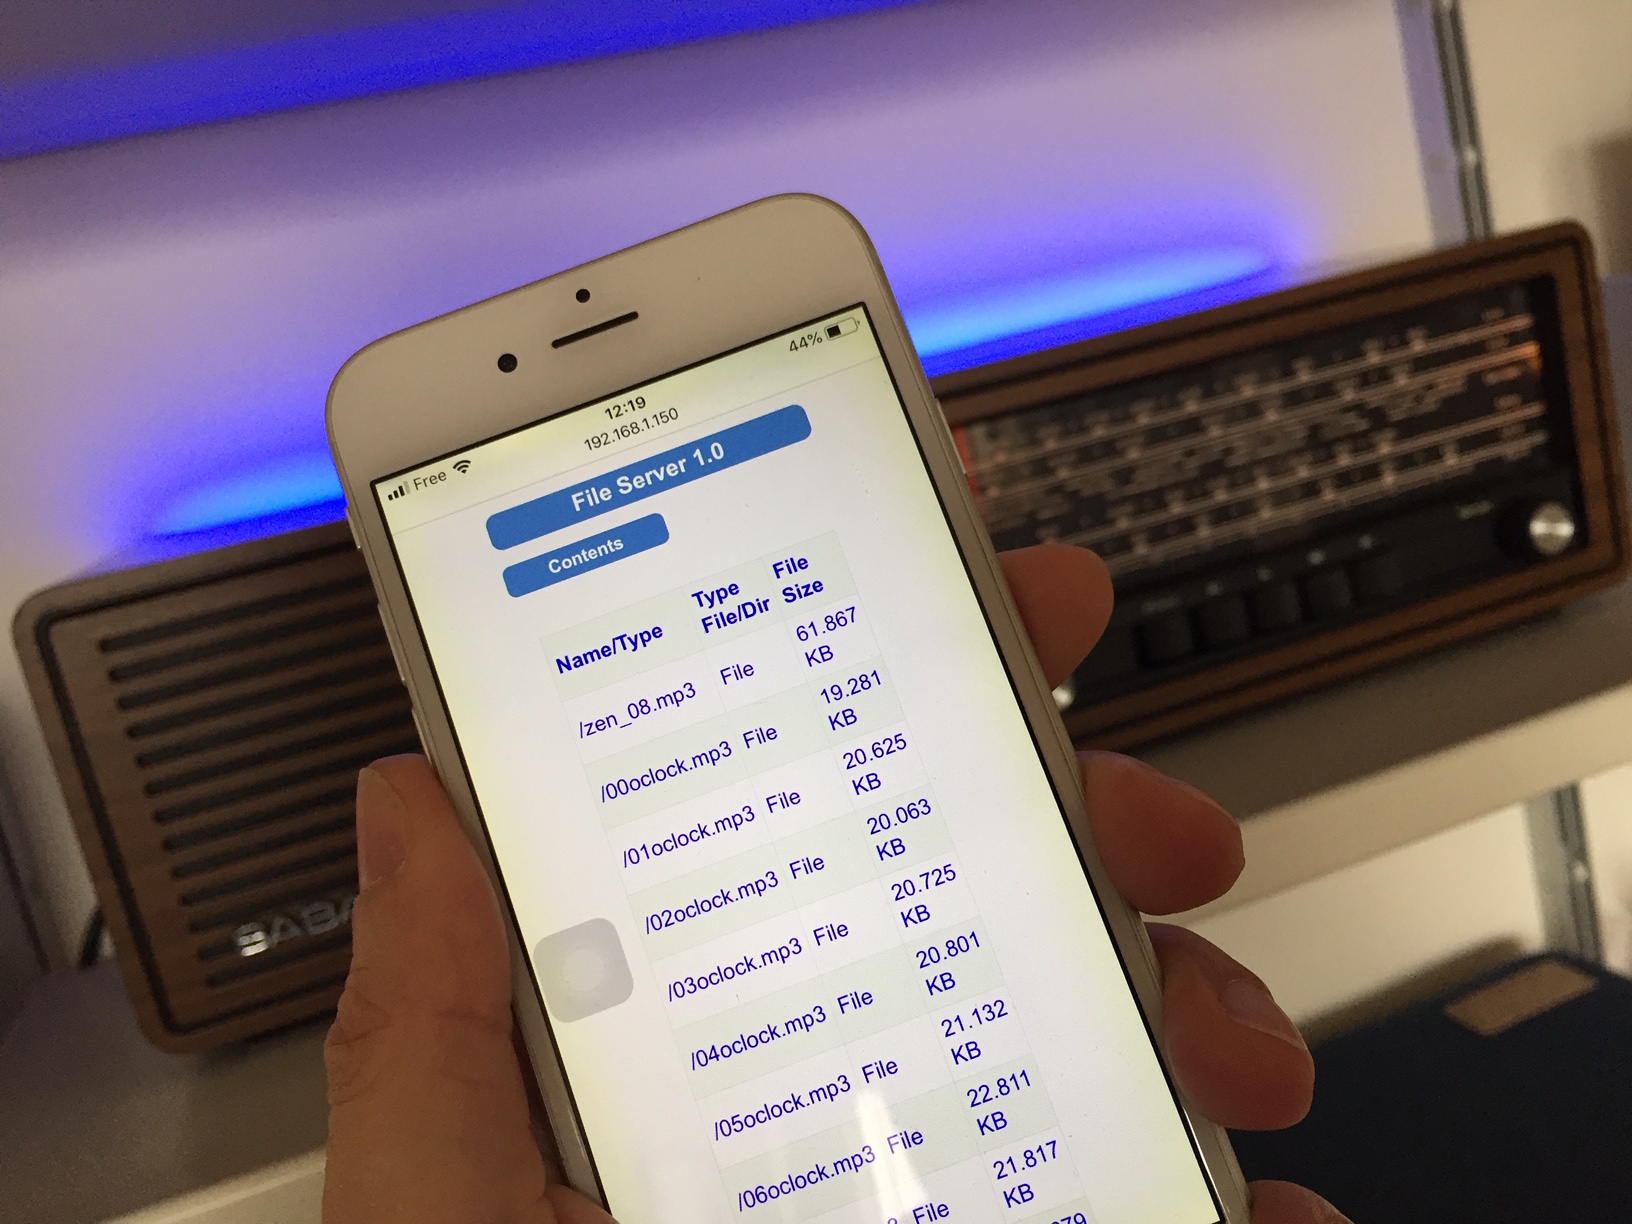 Free
12:19
44%
192.168.1.150
File Server 1.0
Contents
Name/Type
Type
File/Dir
File
Size
/zen_08.mp3 File 61.867
KB
/00oclock.mp3 File 19.281
KB
/01oclock.mp3 File 20.625
KB
/02oclock.mp3 File 20.063
KB
/03oclock.mp3 File 20.725
KB
/04oclock.mp3 File 20.801
KB
/05oclock.mp3 File 21.132
KB
/06oclock.mp3 File 22.811
KB
File 21.817
KB
SABA